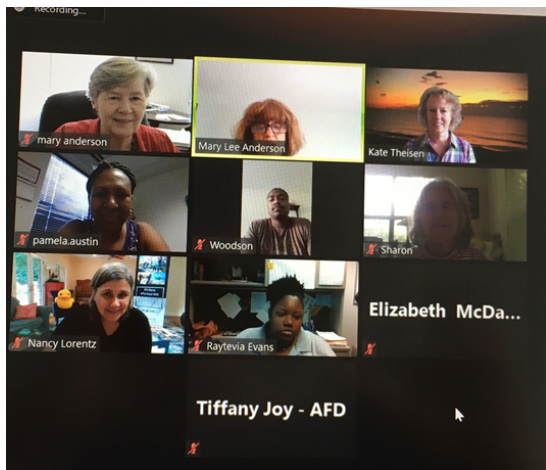 Recording...
mary anderson
Mary Lee Anderson
Kate Theisen
pamela.austin
Woodson
Sharon
Nancy Lorentz
Raytevia Evans
Elizabeth McDa...
Tiffany Joy - AFD